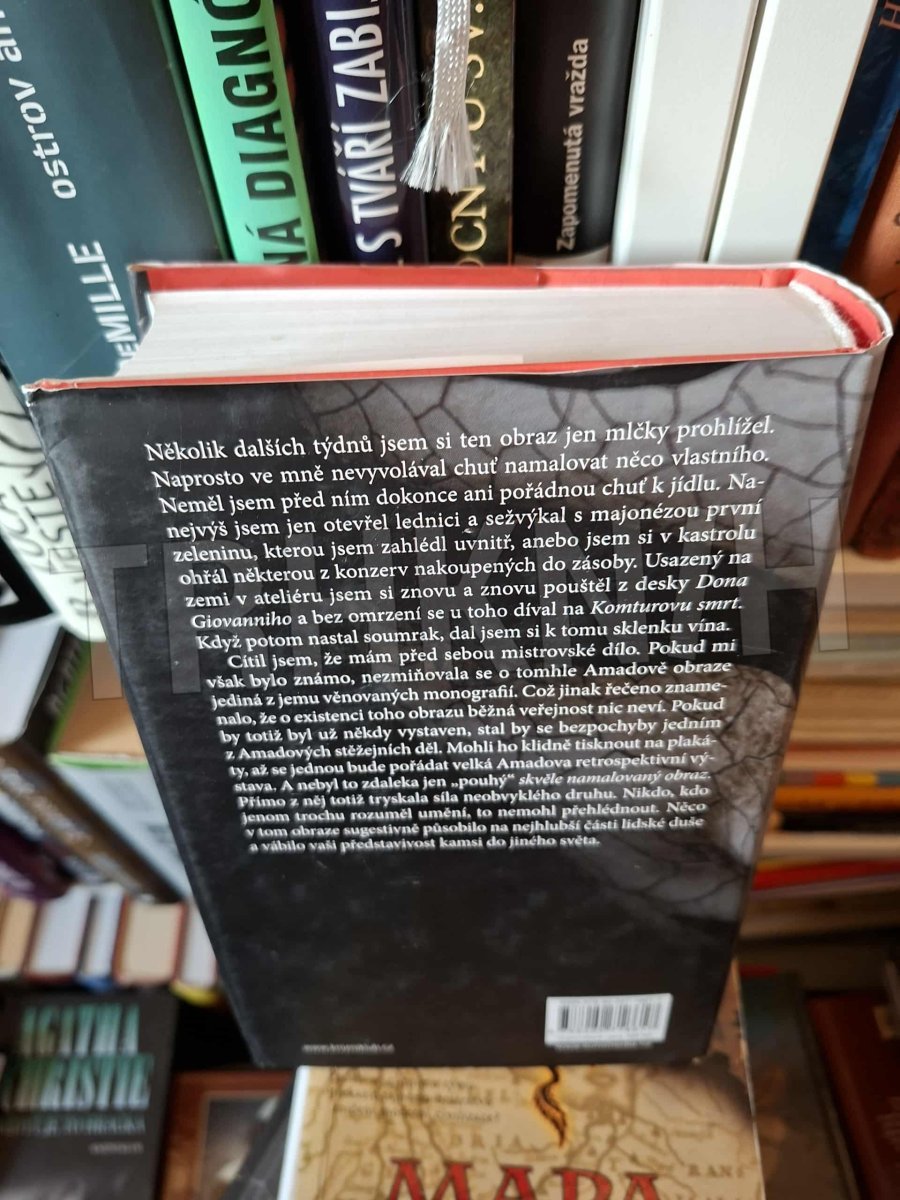 ostrov
EMILLE
NÁ DIAGNÓ
S TVÁŘÍ ZABI
Zapomenutá vražda
Několik dalších týdnů jsem si ten obraz jen mlčky prohlížel.
Naprosto ve mně nevyvolával chuť namalovat něco vlastního.
Neměl jsem před ním dokonce ani pořádnou chuť k jídlu. Na-
nejvýš jsem jen otevřel lednici a sežvýkal s majonézou první
zeleninu, kterou jsem zahlédl uvnitř, anebo jsem si v kastrolu
ohřál některou z konzerv nakoupených do zásoby. Usazený na
zemi v ateliéru jsem si znovu a znovu pouštěl z desky Dona
Giovanniho a bez omrzení se u toho díval na Komturovu smrt.
Když potom nastal soumrak, dal jsem si k tomu sklenku vína.
Cítil jsem, že mám před sebou mistrovské dílo. Pokud mi
však bylo známo, nezmiňovala se o tomhle Amadově obraze
jediná z jemu věnovaných monografií. Což jinak řečeno zname-
nalo, že o existenci toho obrazu běžná veřejnost nic neví. Pokud
by totiž byl už někdy vystaven, stal by se bezpochyby jedním
z Amadových stěžejních děl. Mohli ho klidně tisknout na plaká-
ty, až se jednou bude pořádat velká Amadova retrospektivní vý-
stava. A nebyl to zdaleka jen „pouhý“ skvěle namalovaný obraz.
Přímo z něj totiž tryskala síla neobvyklého druhu. Nikdo, kdo
jenom trochu rozuměl umění, to nemohl přehlédnout. Něco
v tom obraze sugestivně působilo na nejhlubší části lidské duše
a vábilo vaši představivost kamsi do jiného světa.
AGATHA
CHRISTIE
MAPA